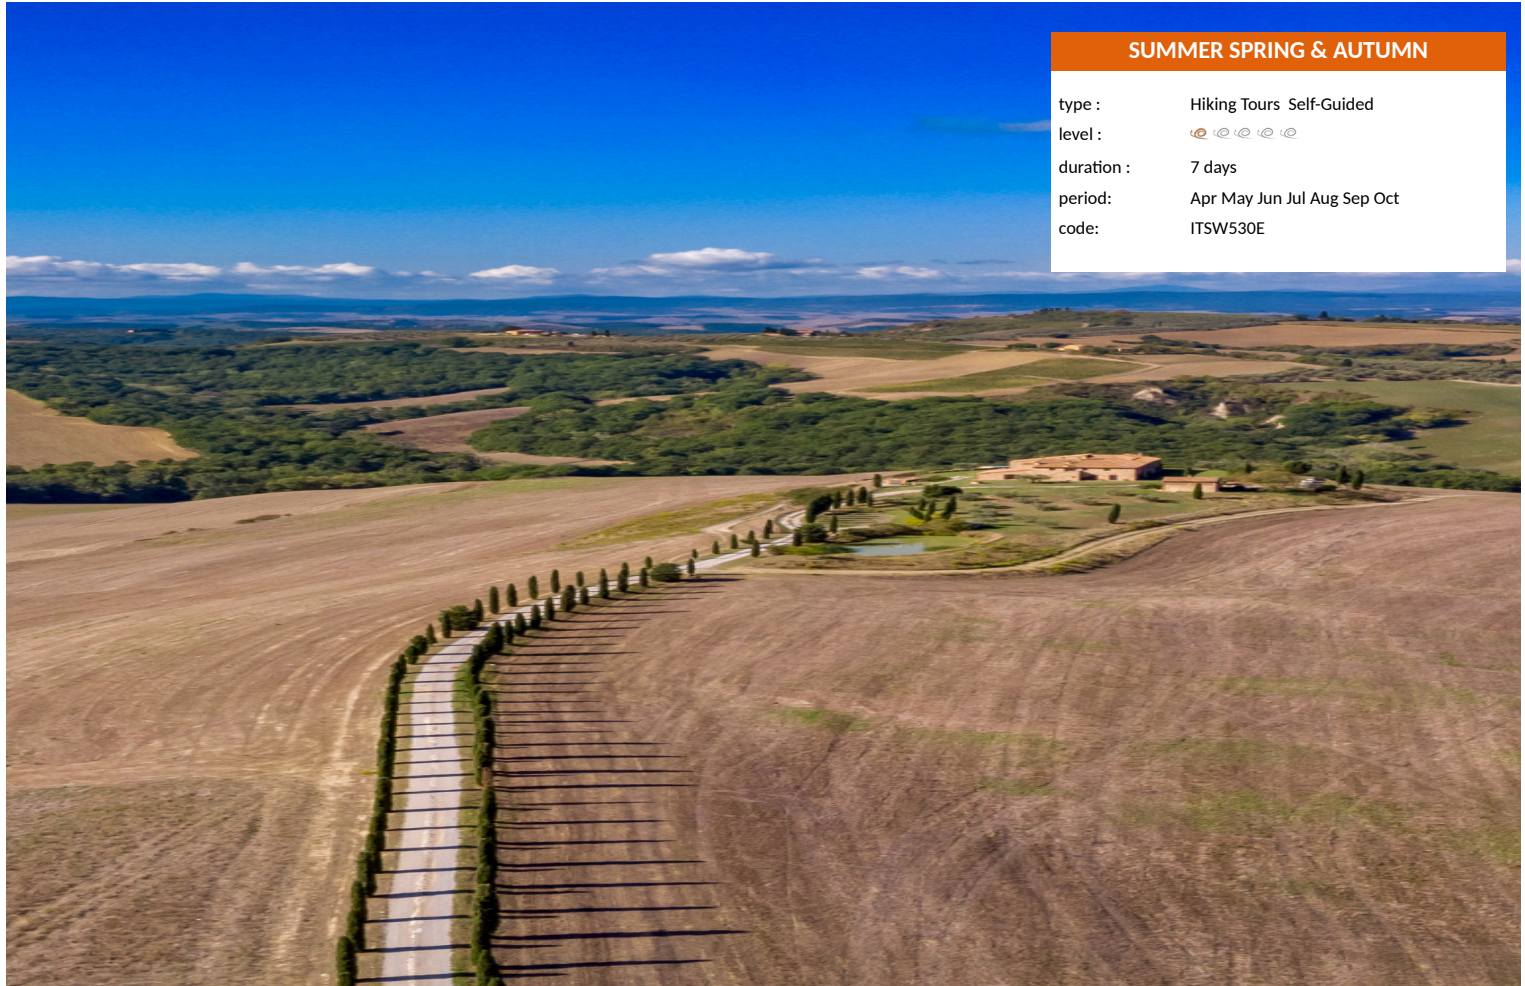 SUMMER SPRING & AUTUMN
type : Hiking Tours  Self-Guided
level :
duration : 7 days
period: Apr May Jun Jul Aug Sep Oct
code: ITSW530E